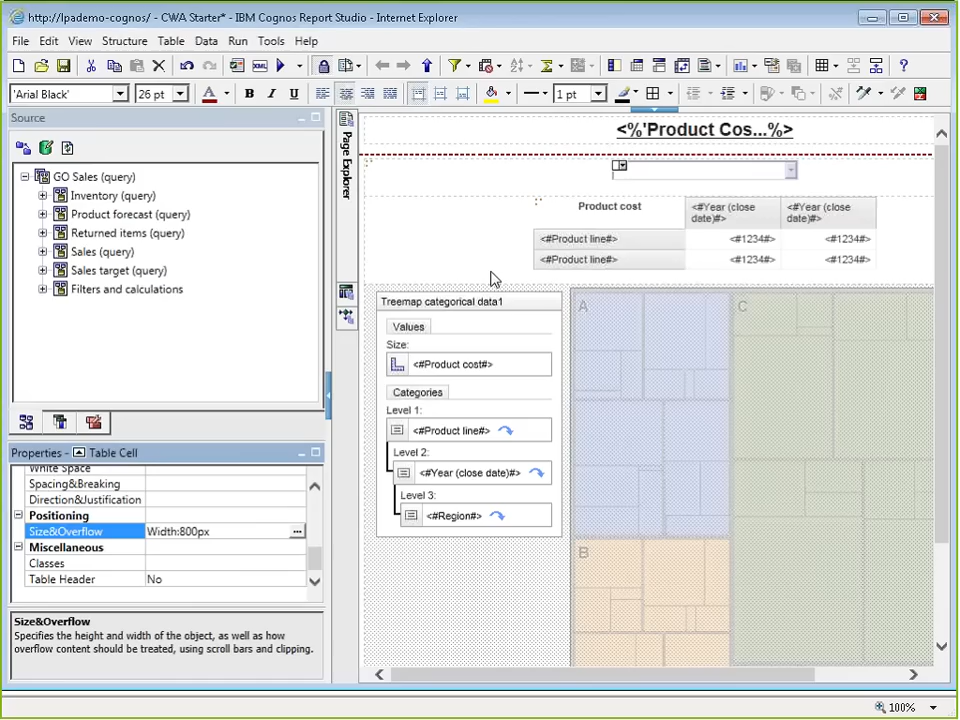 http://lpademo-cognos/ - CWA Starter* - IBM Cognos Report Studio - Internet Explorer
File Edit View Structure Table Data Run Tools Help
'Arial Black' 26 pt A B I U 1 pt
Source
GO Sales (query)
Inventory (query)
Product forecast (query)
Returned items (query)
Sales (query)
Sales target (query)
Filters and calculations
Properties - Table Cell
White Space
Spacing&Breaking
Direction&Justification
Positioning
Size&Overflow Width:800px ...
Miscellaneous
Classes
Table Header No
Size&Overflow
Specifies the height and width of the object, as well as how
overflow content should be treated, using scroll bars and clipping.
Page Explorer
<%'Product Cos...%>
Product cost <#Year (close date)#> <#Year (close date)#>
<#Product line#> <#1234#> <#1234#>
<#Product line#> <#1234#> <#1234#>
Treemap categorical data1
Values
Size:
<#Product cost#>
Categories
Level 1:
<#Product line#>
Level 2:
<#Year (close date)#>
Level 3:
<#Region#>
A
C
B
100%